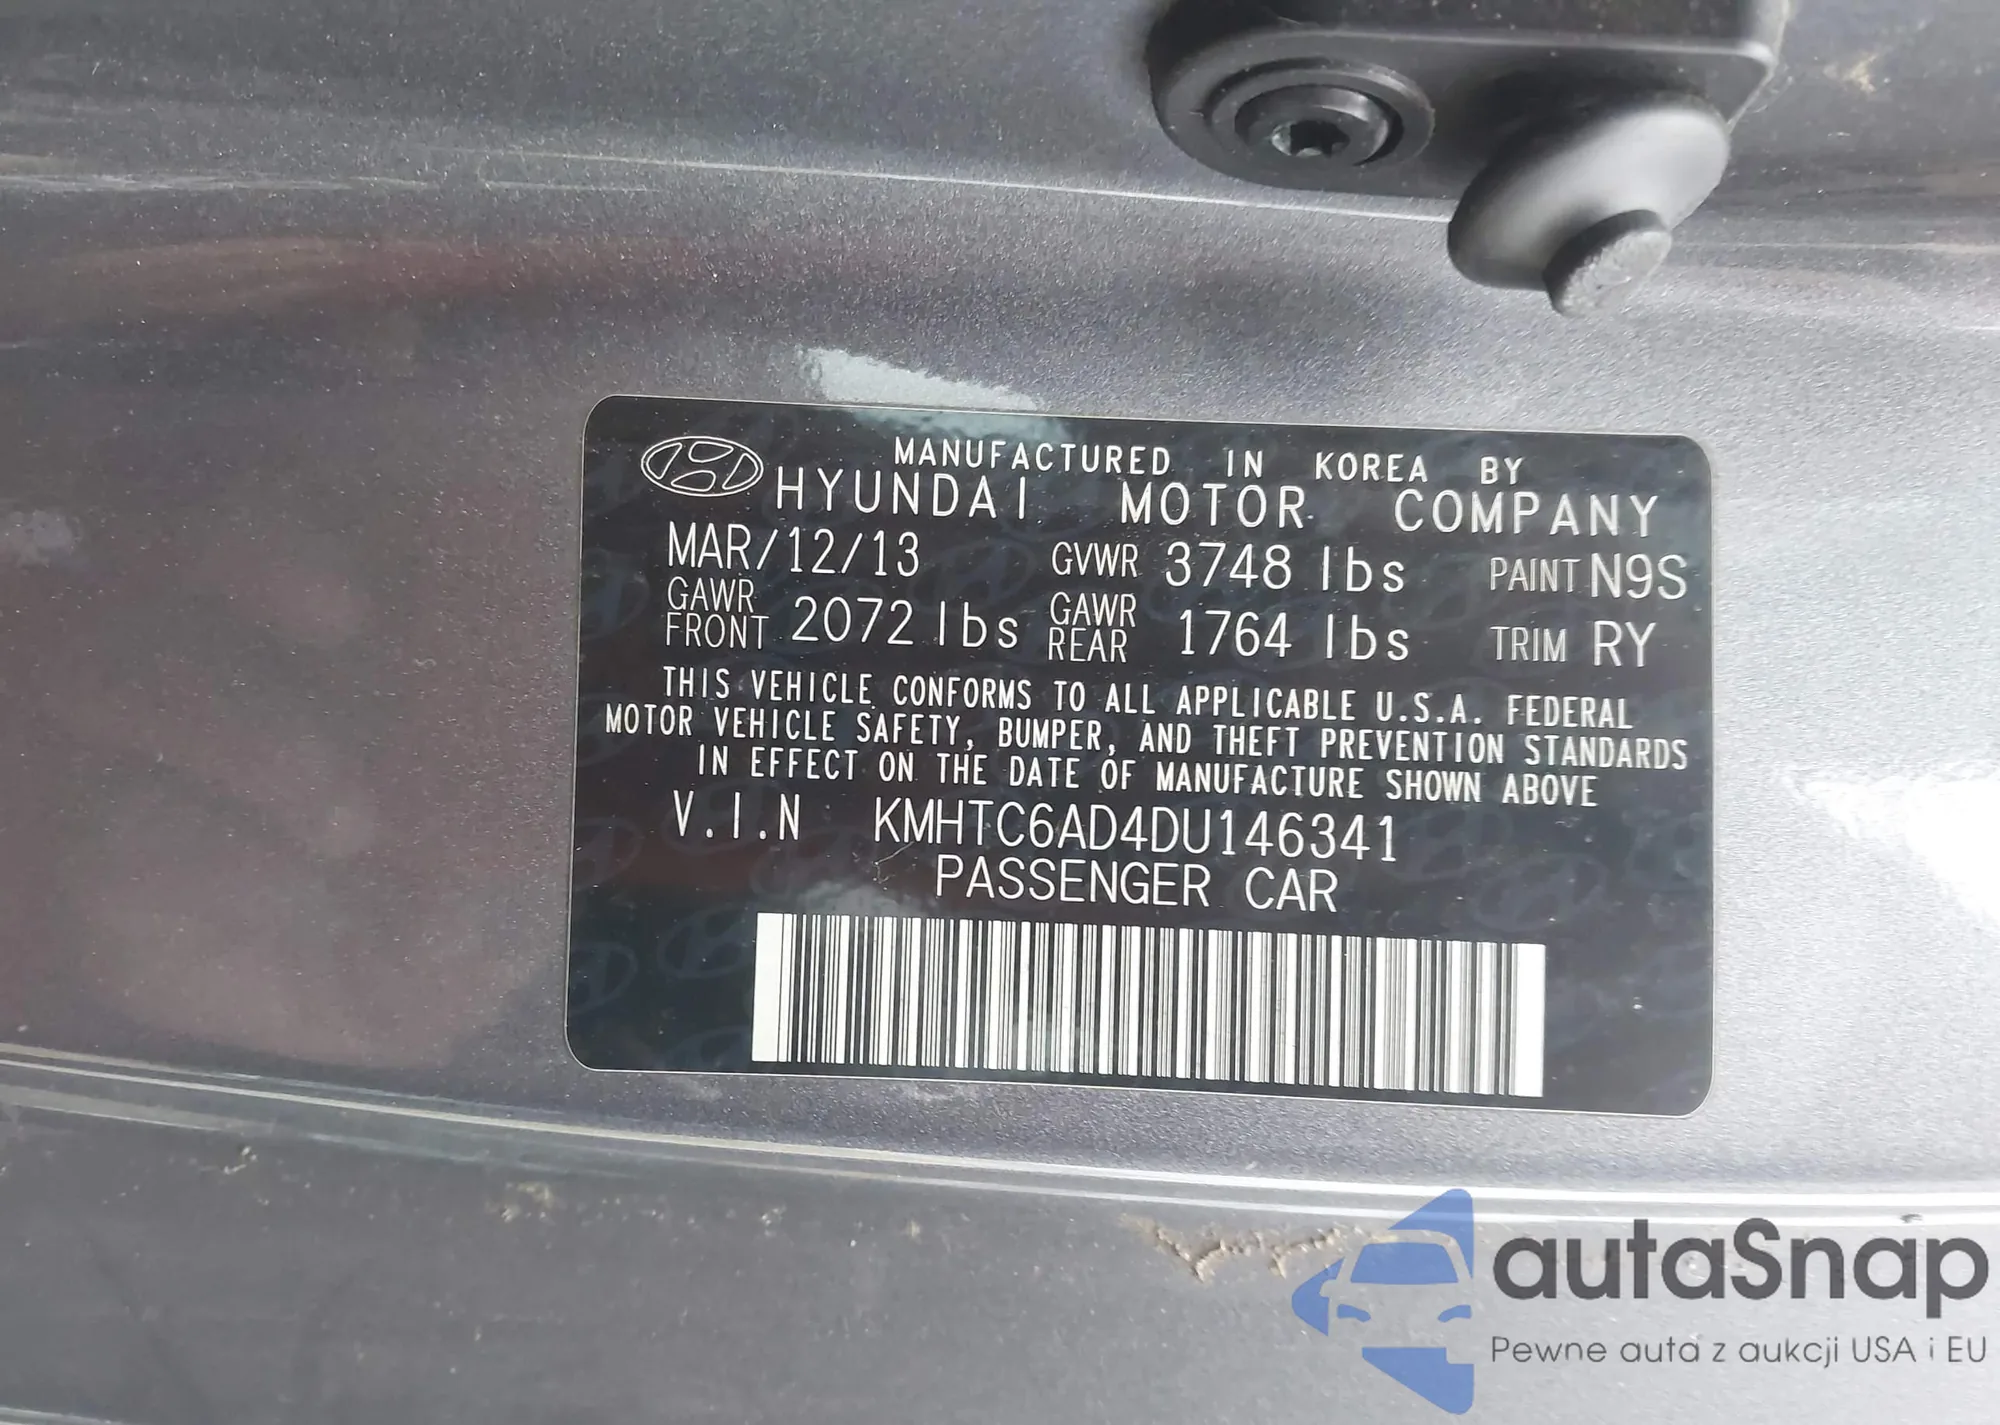 MANUFACTURED IN KOREA BY
HYUNDAI MOTOR COMPANY
MAR/12/13 GVWR 3748 lbs PAINT N9S
GAWR FRONT 2072 lbs GAWR REAR 1764 lbs TRIM RY
THIS VEHICLE CONFORMS TO ALL APPLICABLE U.S.A. FEDERAL
MOTOR VEHICLE SAFETY, BUMPER, AND THEFT PREVENTION STANDARDS
IN EFFECT ON THE DATE OF MANUFACTURE SHOWN ABOVE
V.I.N KMHTC6AD4DU146341
PASSENGER CAR
autaSnap
Pewne auta z aukcji USA i EU